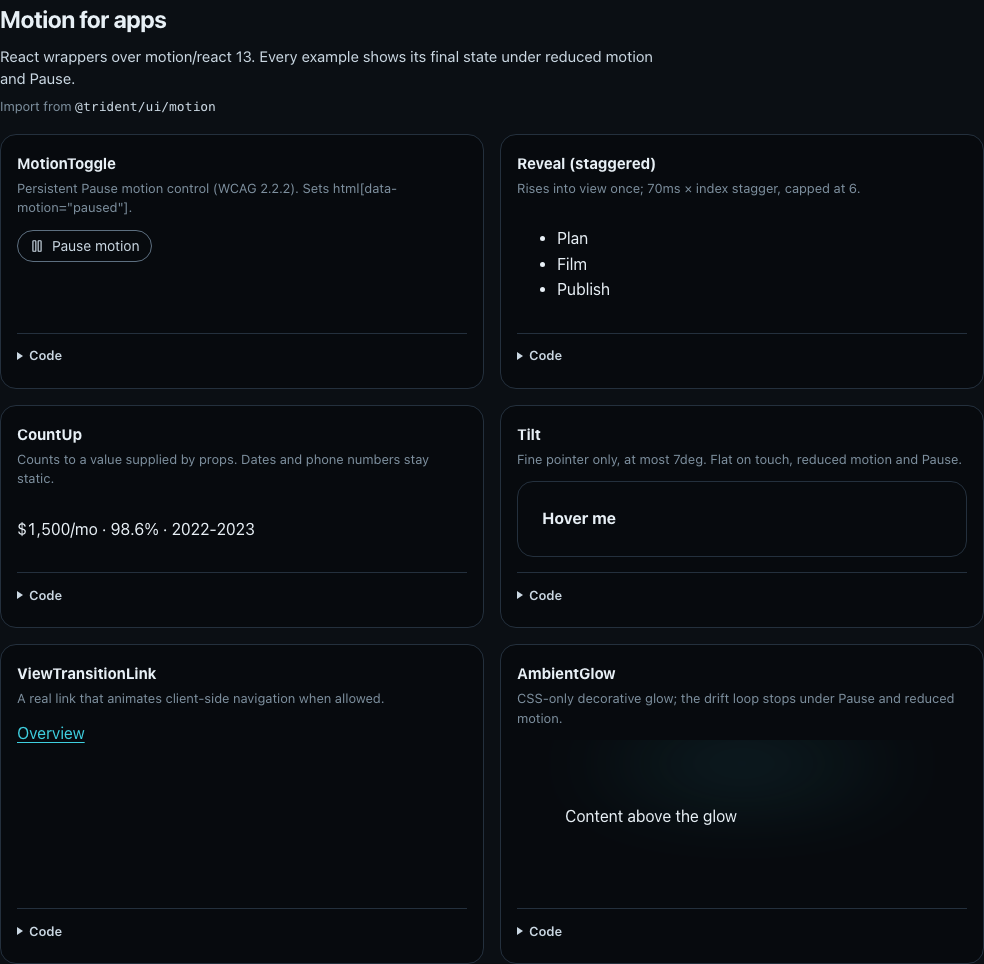 Motion for apps
React wrappers over motion/react 13. Every example shows its final state under reduced motion
and Pause.
Import from @trident/ui/motion
MotionToggle
Persistent Pause motion control (WCAG 2.2.2). Sets html[data-
motion="paused"].
Pause motion
Code
Reveal (staggered)
Rises into view once; 70ms × index stagger, capped at 6.
• Plan
• Film
• Publish
Code
CountUp
Counts to a value supplied by props. Dates and phone numbers stay
static.
$1,500/mo · 98.6% · 2022-2023
Code
Tilt
Fine pointer only, at most 7deg. Flat on touch, reduced motion and Pause.
Hover me
Code
ViewTransitionLink
A real link that animates client-side navigation when allowed.
Overview
Code
AmbientGlow
CSS-only decorative glow; the drift loop stops under Pause and reduced
motion.
Content above the glow
Code